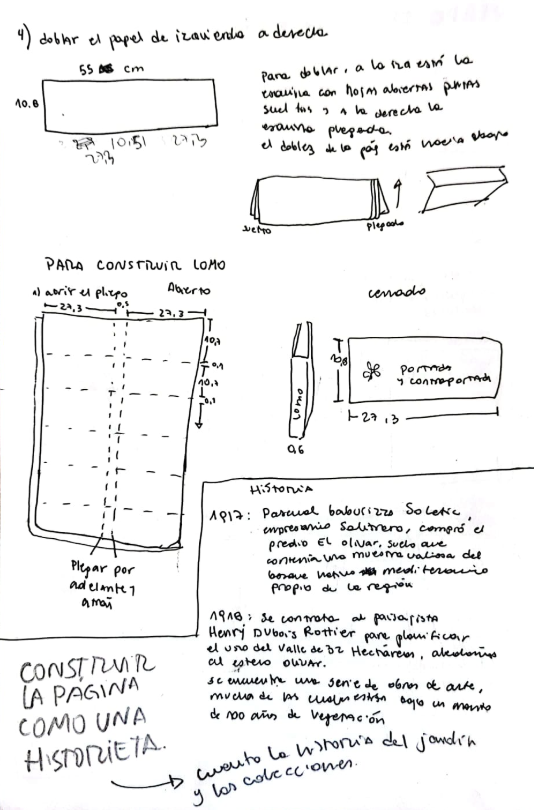 4) doblar el papel de izquierda a derecha
55 cm
10.8
10,51
27,3
27,3
Para doblar, a la iza está la
esquina con hojas abiertas puntas
sueltas y a la derecha la
esquina plegada.
el doblez de la pág está hacia abajo
suelto
plegado
PARA CONSTRUIR LOMO
1) abrir el pliego
Abierto
27,3
0,5
27,3
10,7
0,1
10,7
0,1
Plegar por
adelante y
atrás
cerrado
LOMO
0,6
10,8
PORTADA
y CONTRAPORTADA
27,3
HISTORIA
1917: Pascual baburizza Soletic,
empresario Salitrero, compró el
predio El olivar, suelo que
contenía una muestra valiosa del
bosque nativo mediterraneo
propio de la región
1918: se contrata al paisajista
Henry Dubois Rottier para planificar
el uso del valle de 32 Hectáreas, aledañas
al estero olivar.
se encuentra una serie de obras de arte,
muchas de las cuales están bajo un manto
de 100 años de vegetación
CONSTRUIR
LA PAGINA
COMO UNA
HISTORIETA.
cuento la historia del jardín
y las colecciones.